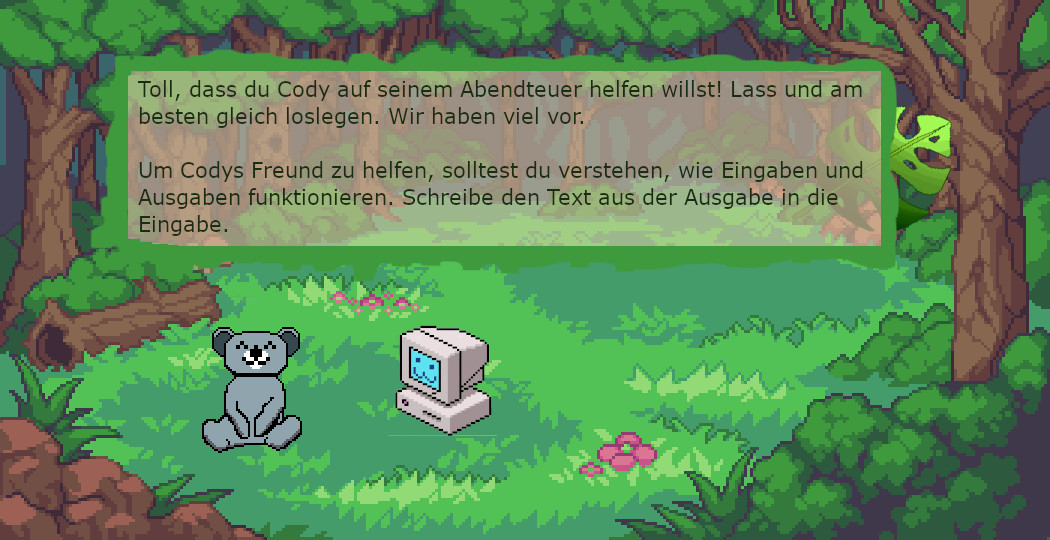 Toll, dass du Cody auf seinem Abendteuer helfen willst! Lass und am
besten gleich loslegen. Wir haben viel vor.
Um Codys Freund zu helfen, solltest du verstehen, wie Eingaben und
Ausgaben funktionieren. Schreibe den Text aus der Ausgabe in die
Eingabe.